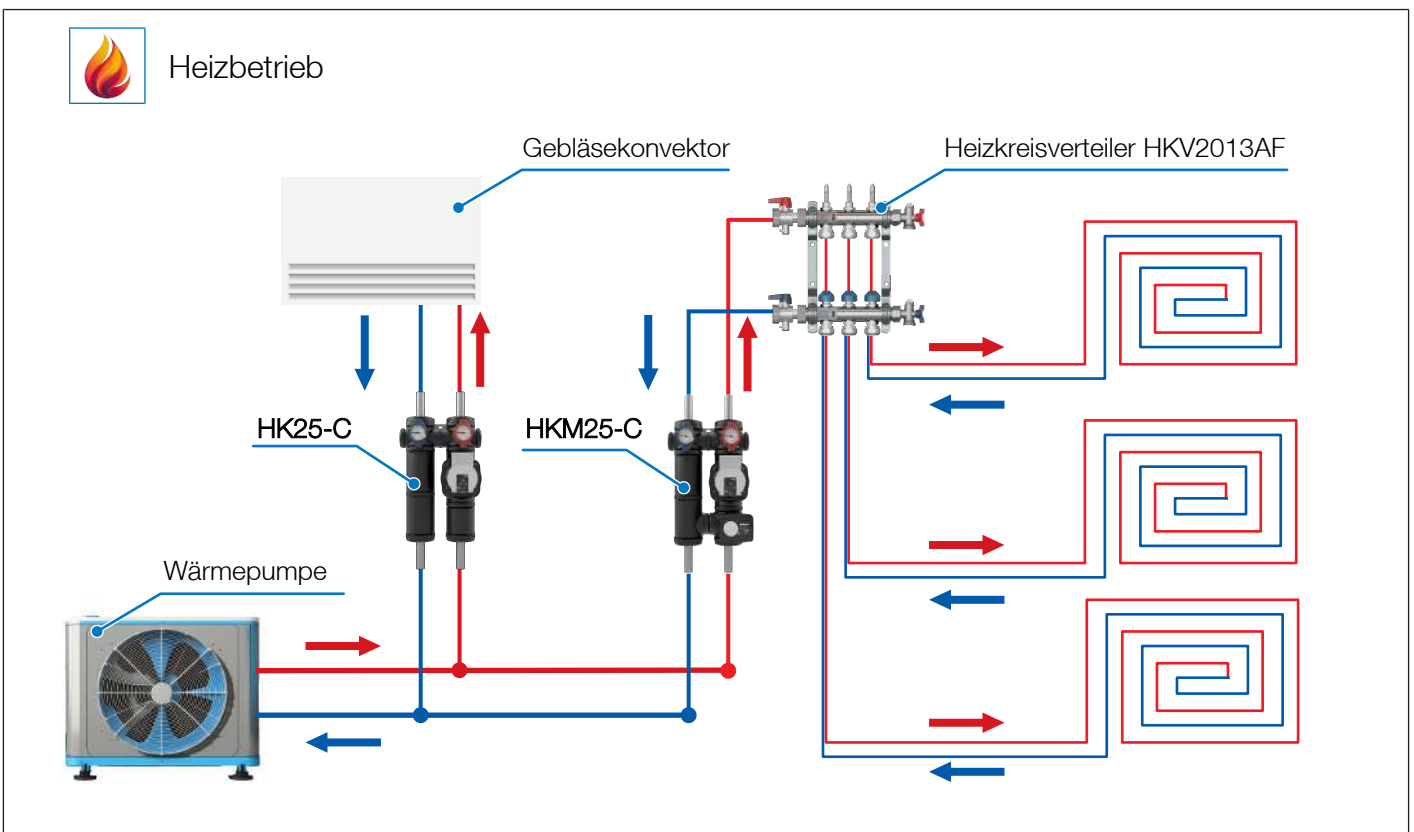 Heizbetrieb
Gebläsekonvektor
Heizkreisverteiler HKV2013AF
HK25-C
HKM25-C
Wärmepumpe